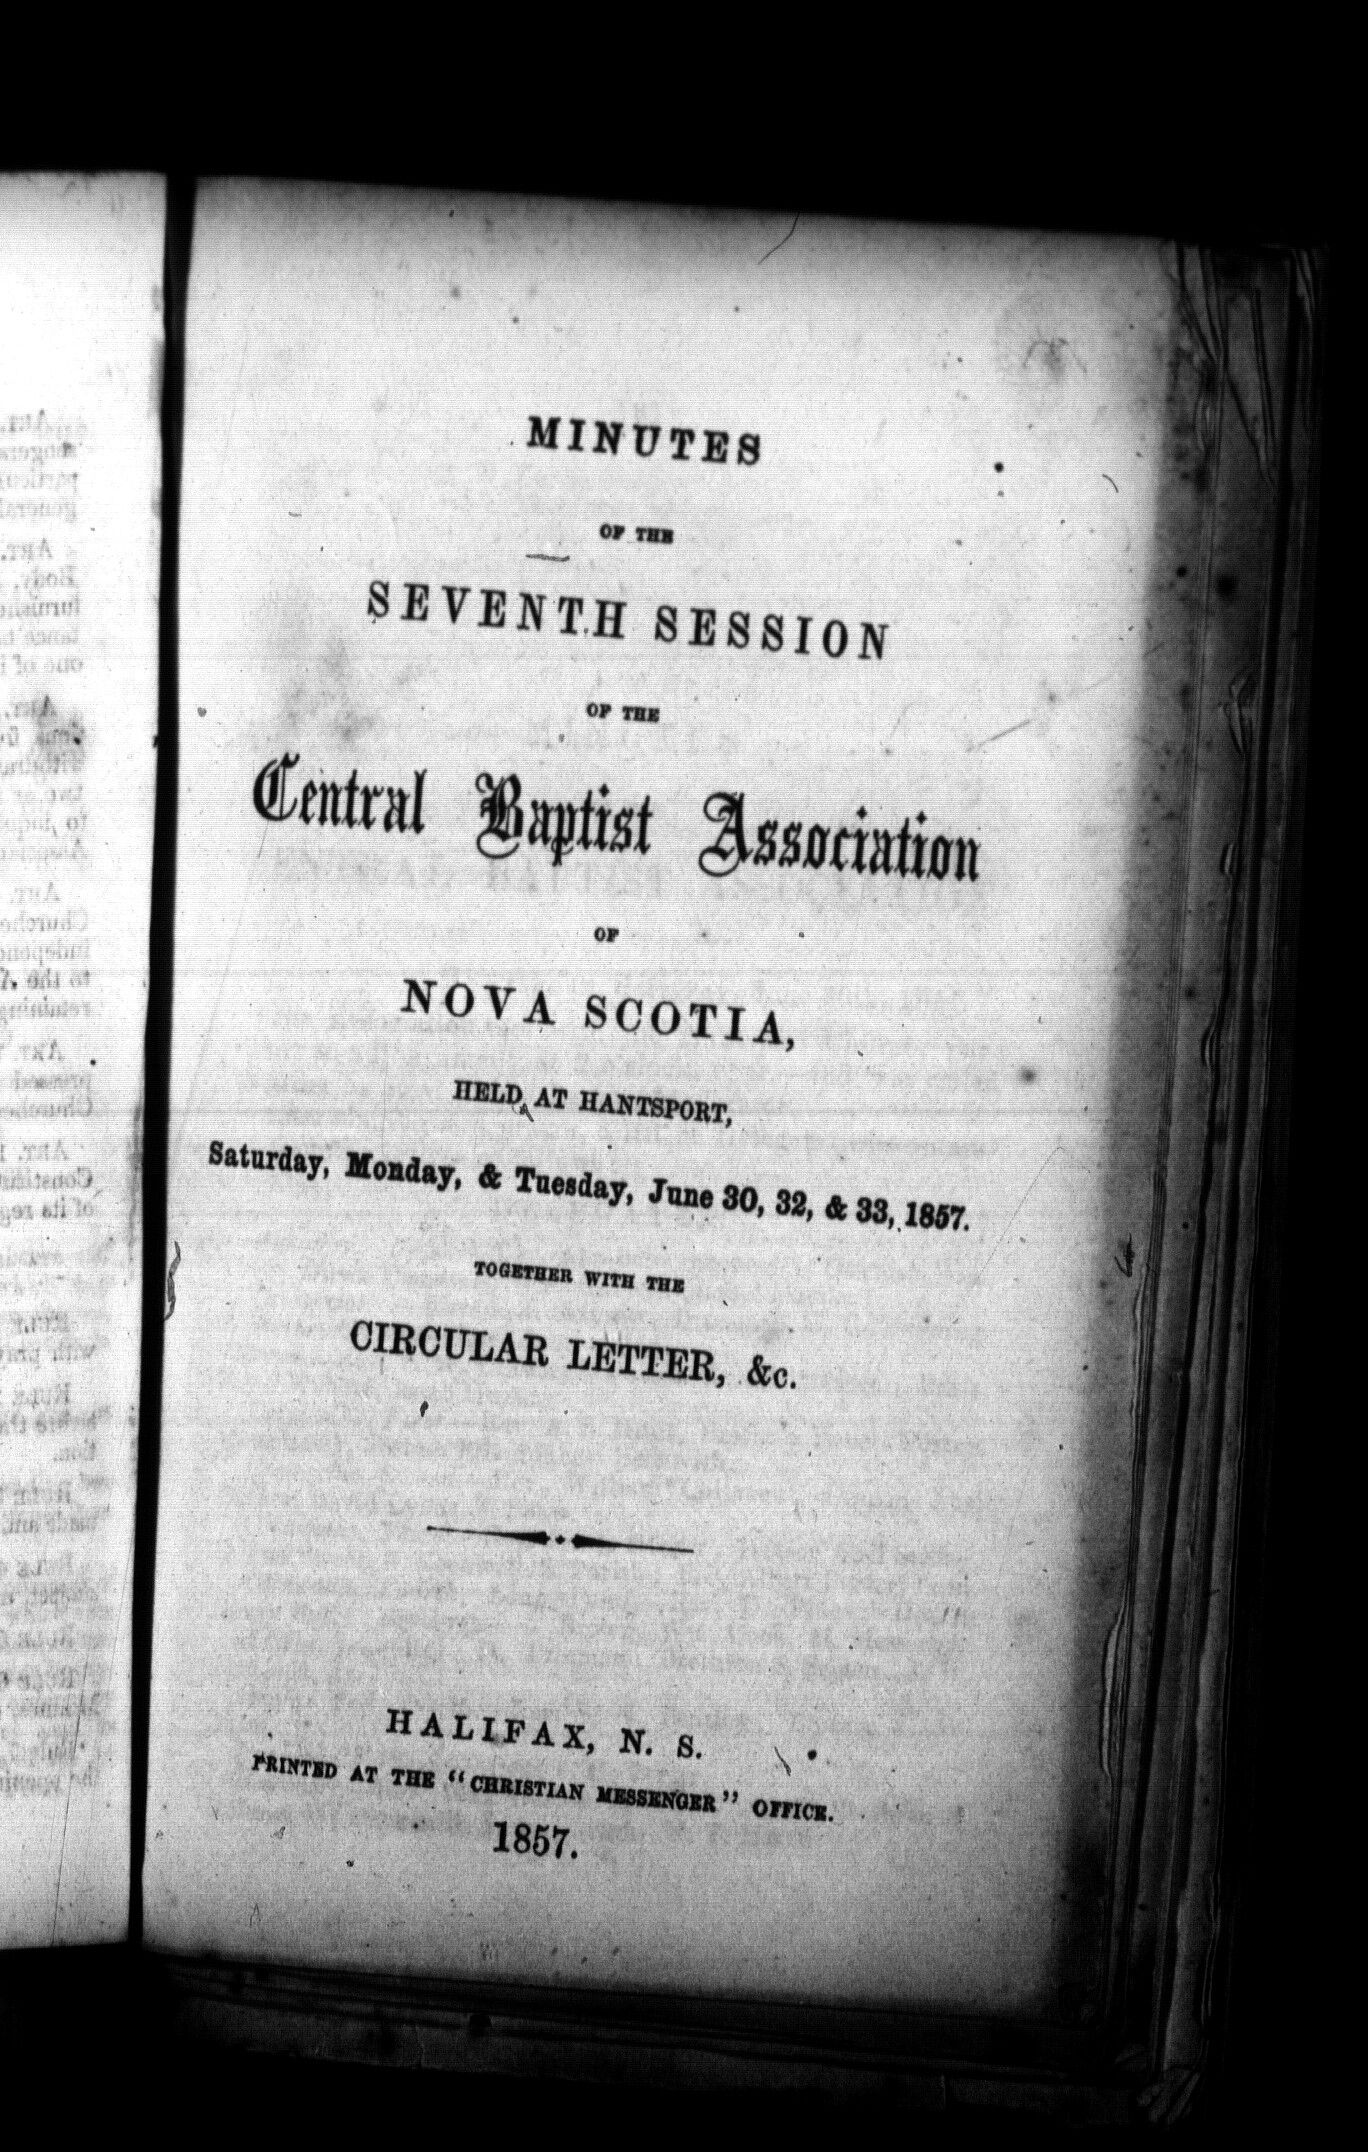 MINUTES
OF THE
SEVENTH SESSION
OF THE
Central Baptist Association
OF
NOVA SCOTIA,
HELD AT HANTSPORT,
Saturday, Monday, & Tuesday, June 30, 32, & 33, 1857.
TOGETHER WITH THE
CIRCULAR LETTER, &c.
HALIFAX, N. S.
PRINTED AT THE "CHRISTIAN MESSENGER" OFFICE.
1857.